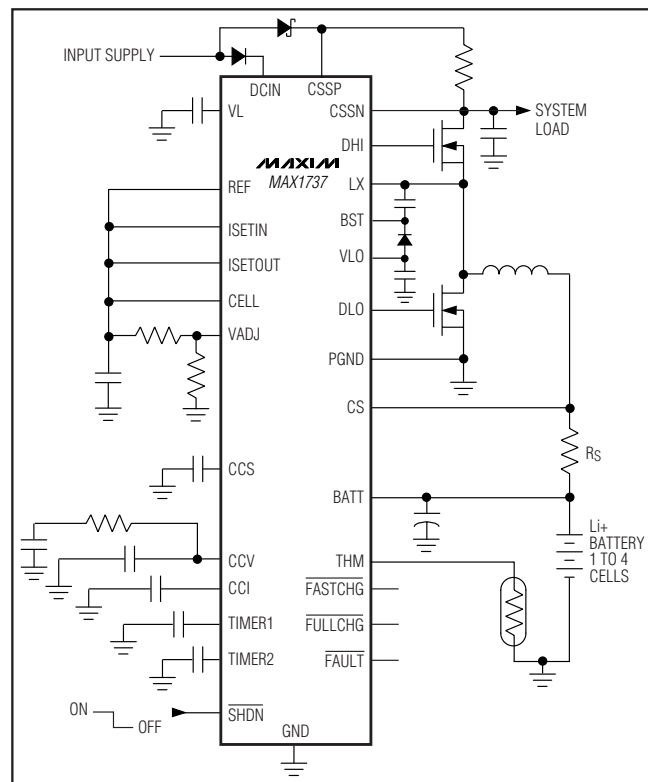 INPUT SUPPLY
DCIN
CSSP
VL
CSSN
SYSTEM
LOAD
DHI
MAXIM
MAX1737
REF
LX
ISETIN
BST
ISETOUT
VLO
CELL
DLO
VADJ
PGND
CS
RS
CCS
BATT
Li+
BATTERY
1 TO 4
CELLS
CCV
THM
CCI
FASTCHG
TIMER1
FULLCHG
TIMER2
FAULT
ON
OFF
SHDN
GND